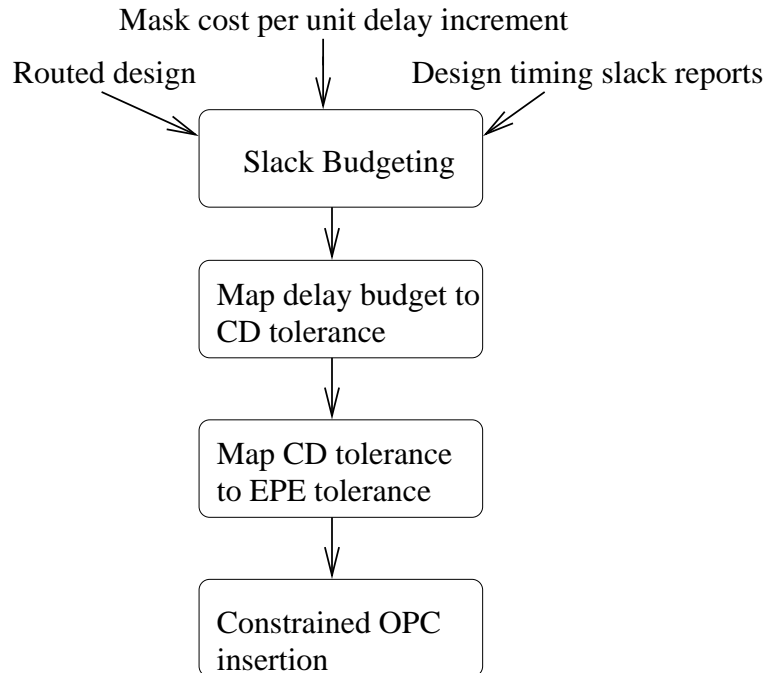 Mask cost per unit delay increment
Routed design
Design timing slack reports
Slack Budgeting
Map delay budget to
CD tolerance
Map CD tolerance
to EPE tolerance
Constrained OPC
insertion